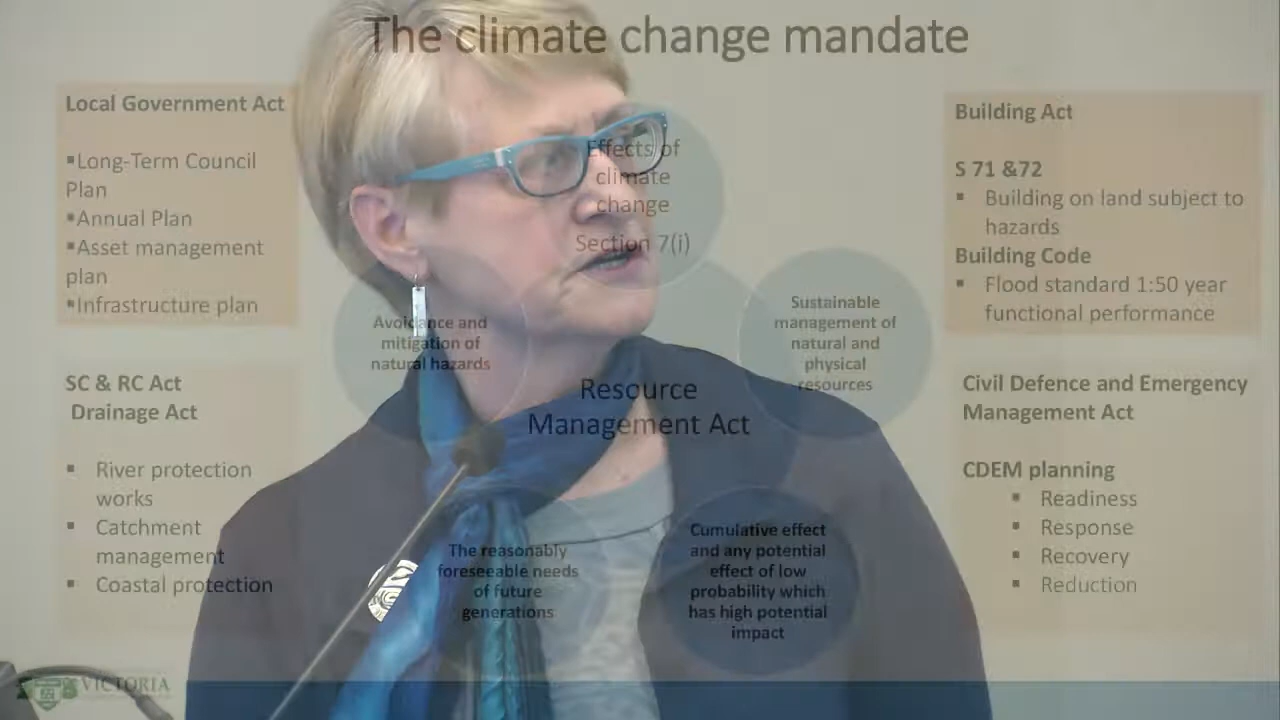 The climate change mandate
Local Government Act
▪Long-Term Council
Plan
▪Annual Plan
▪Asset management
plan
▪Infrastructure plan
SC & RC Act
Drainage Act
▪ River protection
works
▪ Catchment
management
▪ Coastal protection
Effects of
climate
change
Section 7(i)
Avoidance and
mitigation of
natural hazards
Sustainable
management of
natural and
physical
resources
Resource
Management Act
The reasonably
foreseeable needs
of future
generations
Cumulative effect
and any potential
effect of low
probability which
has high potential
impact
Building Act
S 71 &72
▪ Building on land subject to
hazards
Building Code
▪ Flood standard 1:50 year
functional performance
Civil Defence and Emergency
Management Act
CDEM planning
▪ Readiness
▪ Response
▪ Recovery
▪ Reduction
VICTORIA